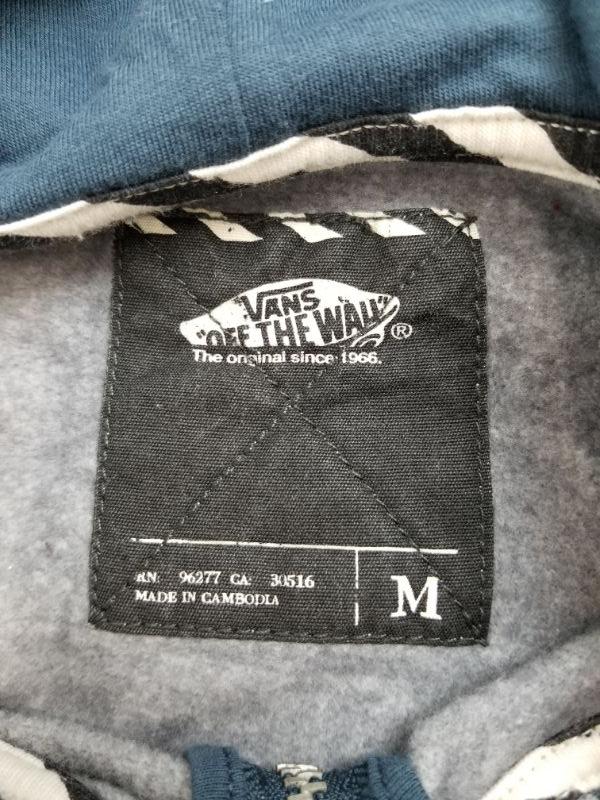 VANS
"OFF THE WALL" ®
The original since 1966.
RN: 96277 CA: 30516
MADE IN CAMBODIA
M